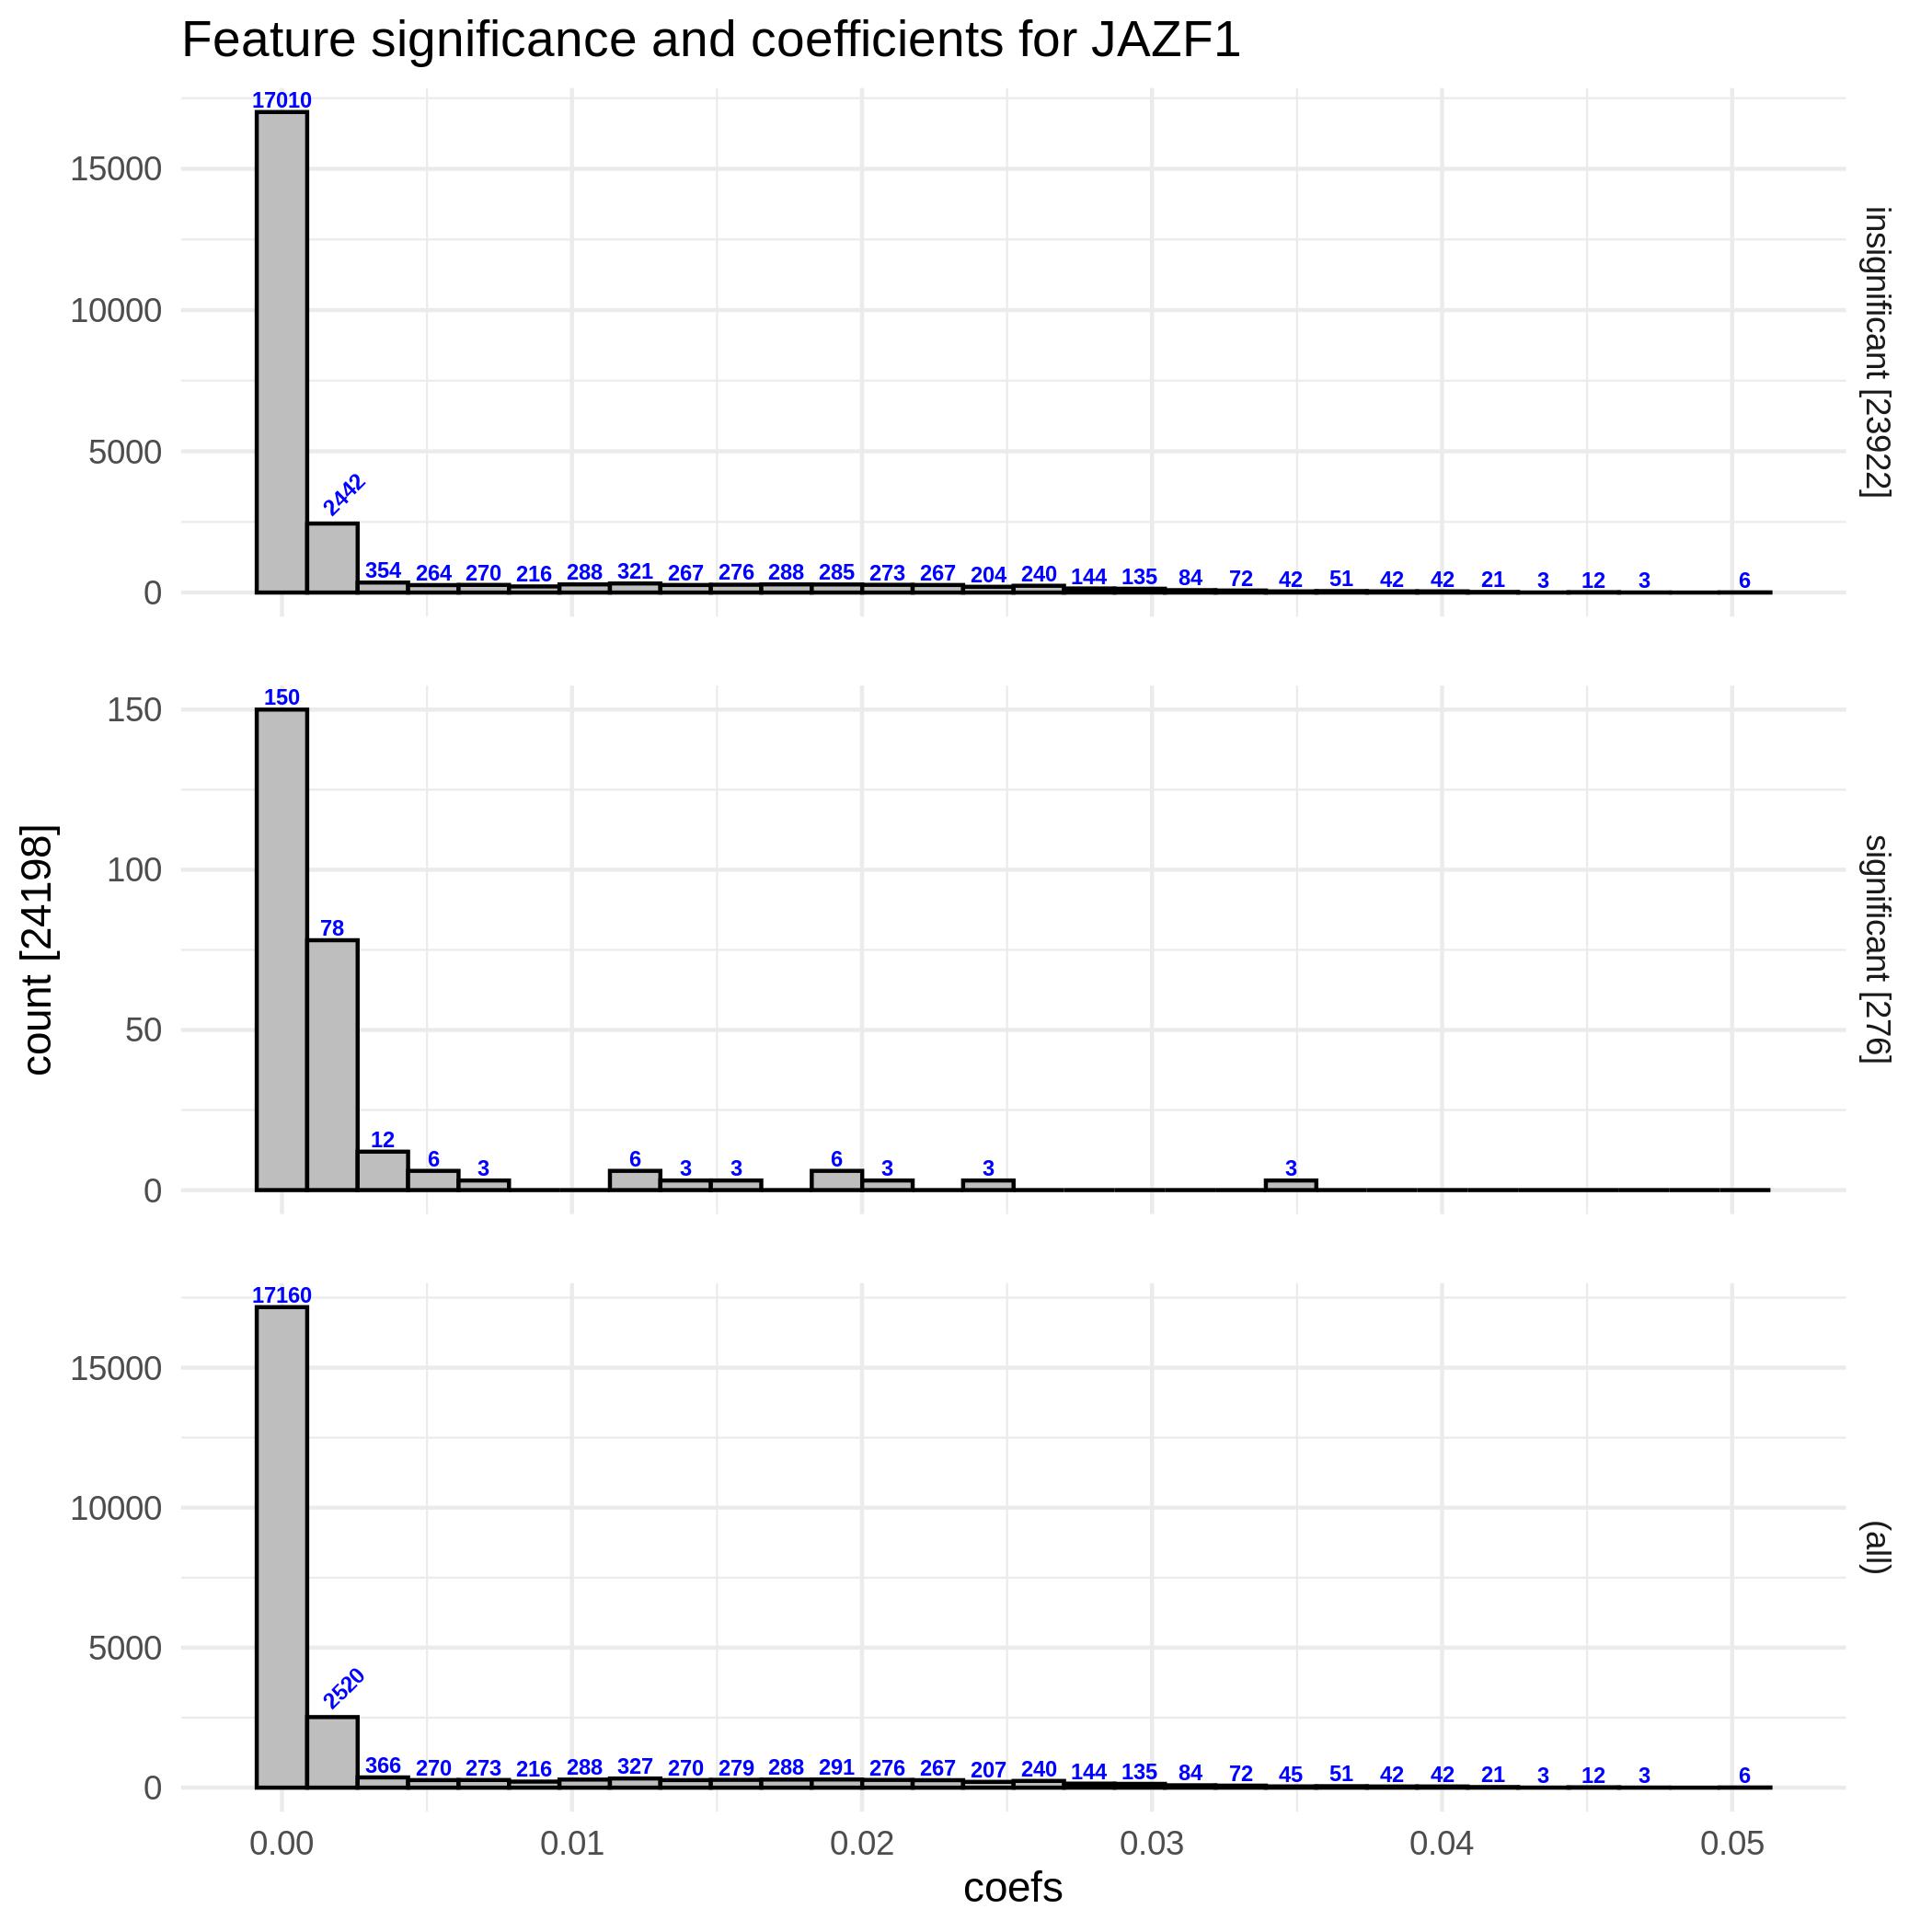 Feature significance and coefficients for JAZF1
17010
15000
10000
5000
2442
0
354 264 270 216 288 321 267 276 288 285 273 267 204 240 144 135 84 72 42 51 42 42 21 3 12 3 6
insignificant [23922]
count [24198]
150
150
100
78
50
12 6 3 6 3 3 6 3 3 3
0
significant [276]
17160
15000
10000
5000
2520
0
366 270 273 216 288 327 270 279 288 291 276 267 207 240 144 135 84 72 45 51 42 42 21 3 12 3 6
(all)
0.00 0.01 0.02 0.03 0.04 0.05
coefs